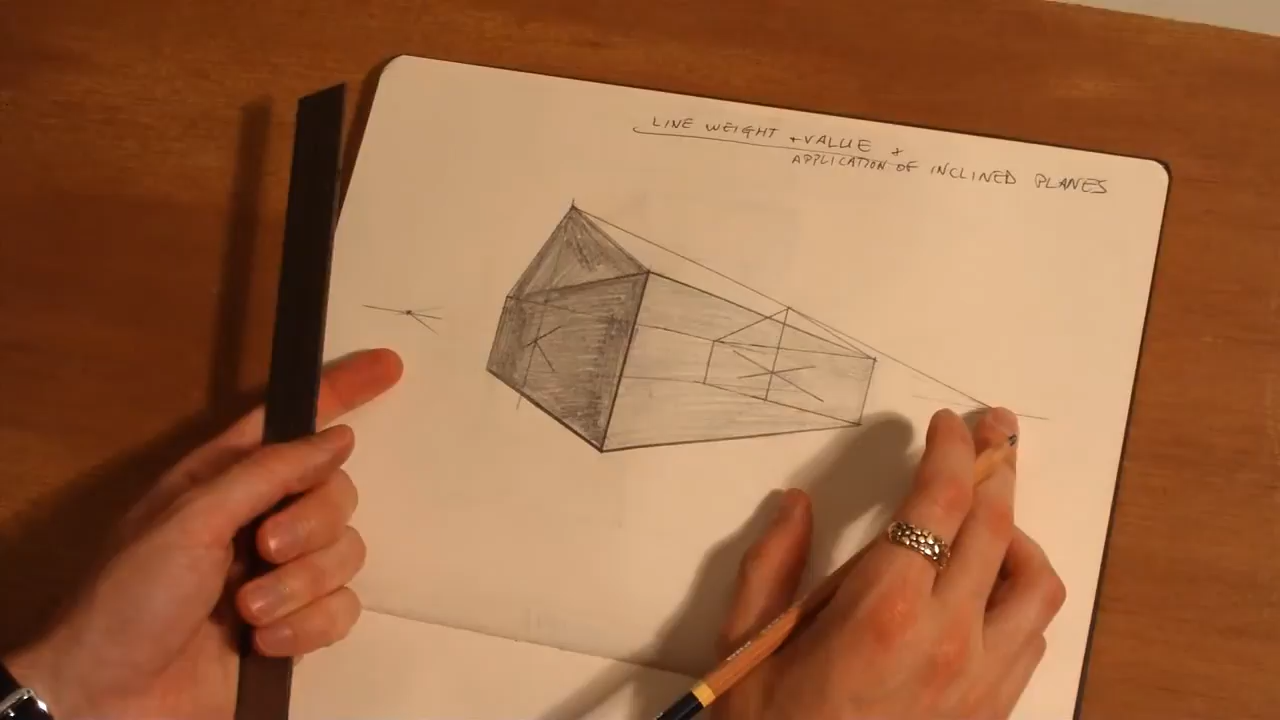 LINE WEIGHT + VALUE +
APPLICATION OF INCLINED PLANES